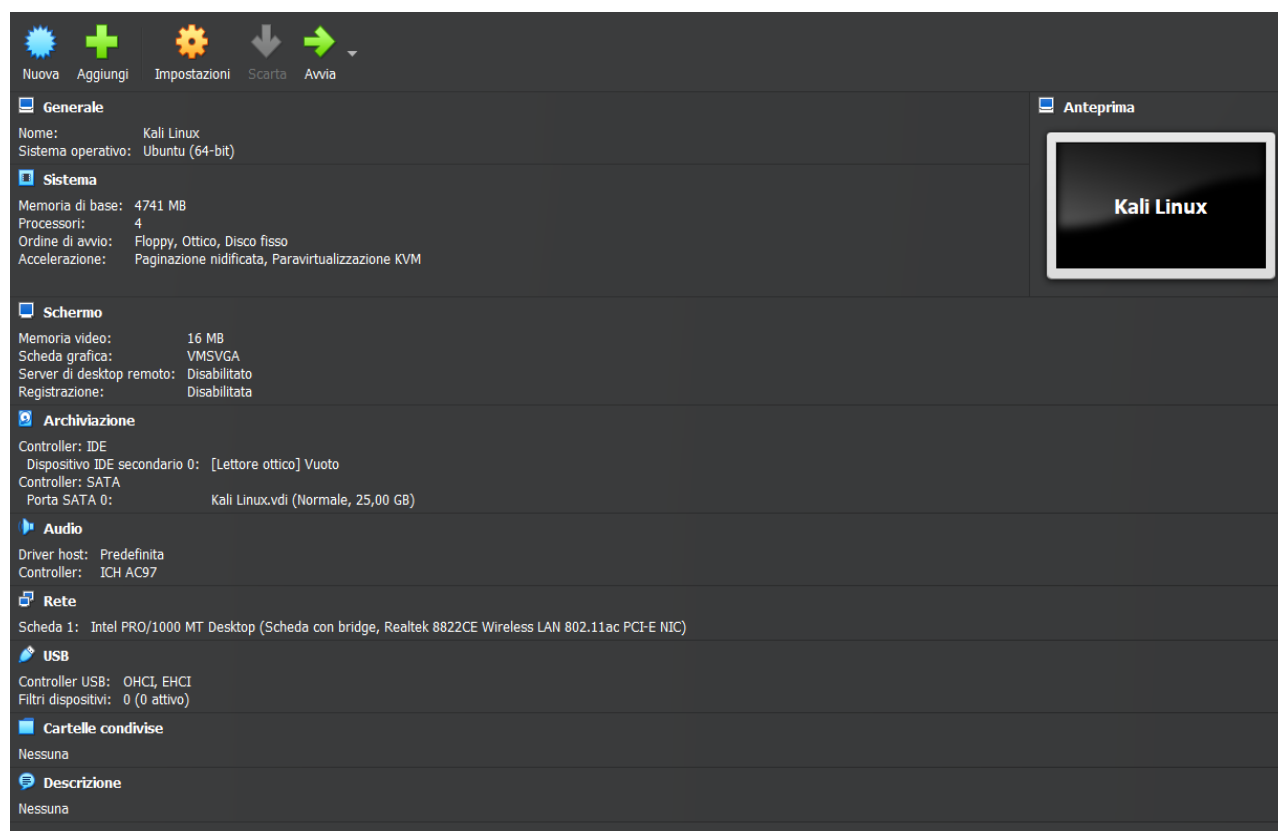 Nuova Aggiungi Impostazioni Scarta Avvia
Generale
Nome: Kali Linux
Sistema operativo: Ubuntu (64-bit)
Anteprima
Kali Linux
Sistema
Memoria di base: 4741 MB
Processori: 4
Ordine di avvio: Floppy, Ottico, Disco fisso
Accelerazione: Paginazione nidificata, Paravirtualizzazione KVM
Schermo
Memoria video: 16 MB
Scheda grafica: VMSVGA
Server di desktop remoto: Disabilitato
Registrazione: Disabilitata
Archiviazione
Controller: IDE
Dispositivo IDE secondario 0: [Lettore ottico] Vuoto
Controller: SATA
Porta SATA 0: Kali Linux.vdi (Normale, 25,00 GB)
Audio
Driver host: Predefinita
Controller: ICH AC97
Rete
Scheda 1: Intel PRO/1000 MT Desktop (Scheda con bridge, Realtek 8822CE Wireless LAN 802.11ac PCI-E NIC)
USB
Controller USB: OHCI, EHCI
Filtri dispositivi: 0 (0 attivo)
Cartelle condivise
Nessuna
Descrizione
Nessuna